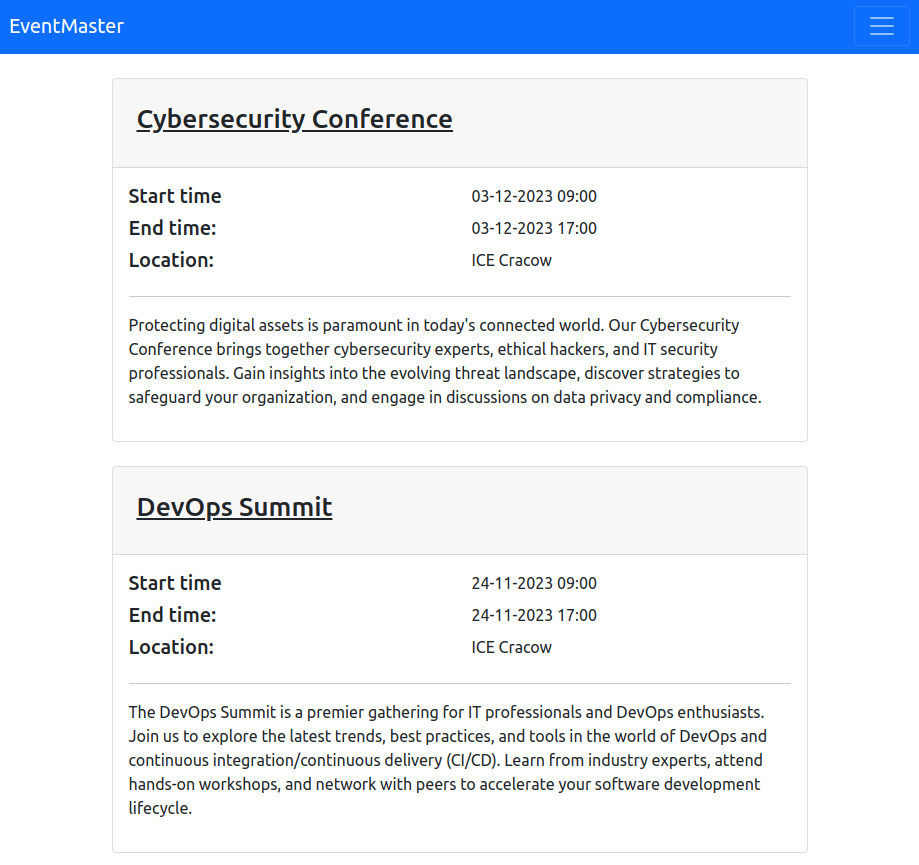 EventMaster
Cybersecurity Conference
Start time 03-12-2023 09:00
End time: 03-12-2023 17:00
Location: ICE Cracow
Protecting digital assets is paramount in today's connected world. Our Cybersecurity
Conference brings together cybersecurity experts, ethical hackers, and IT security
professionals. Gain insights into the evolving threat landscape, discover strategies to
safeguard your organization, and engage in discussions on data privacy and compliance.
DevOps Summit
Start time 24-11-2023 09:00
End time: 24-11-2023 17:00
Location: ICE Cracow
The DevOps Summit is a premier gathering for IT professionals and DevOps enthusiasts.
Join us to explore the latest trends, best practices, and tools in the world of DevOps and
continuous integration/continuous delivery (CI/CD). Learn from industry experts, attend
hands-on workshops, and network with peers to accelerate your software development
lifecycle.